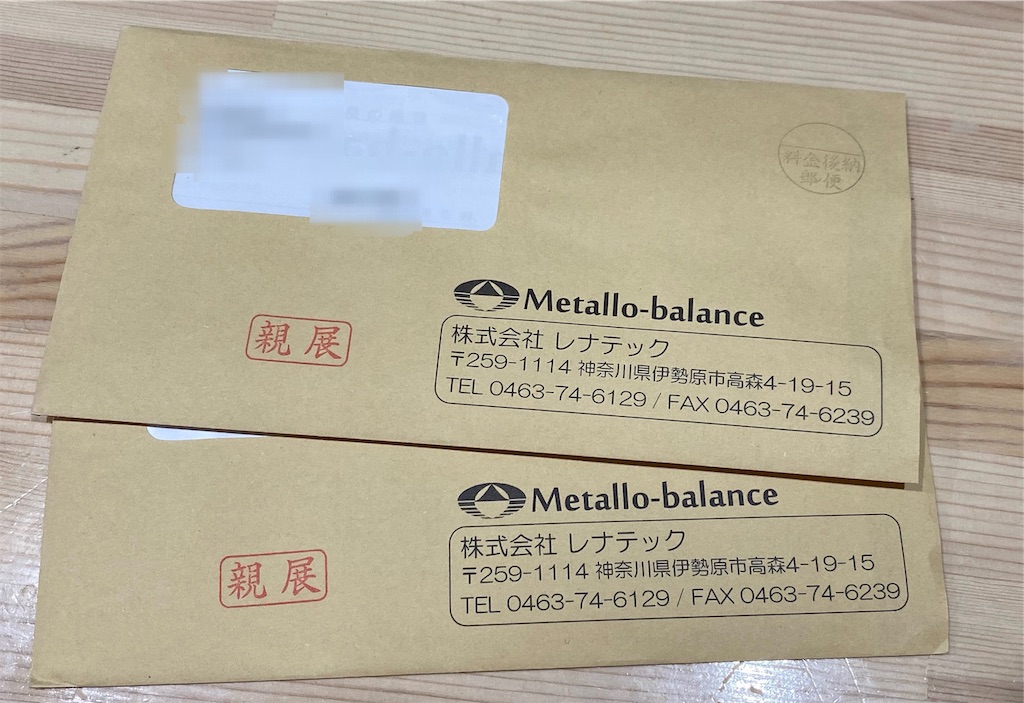 料金後納
郵便
Metallo-balance
親展
株式会社 レナテック
〒259-1114 神奈川県伊勢原市高森4-19-15
TEL 0463-74-6129 / FAX 0463-74-6239
Metallo-balance
親展
株式会社 レナテック
〒259-1114 神奈川県伊勢原市高森4-19-15
TEL 0463-74-6129 / FAX 0463-74-6239